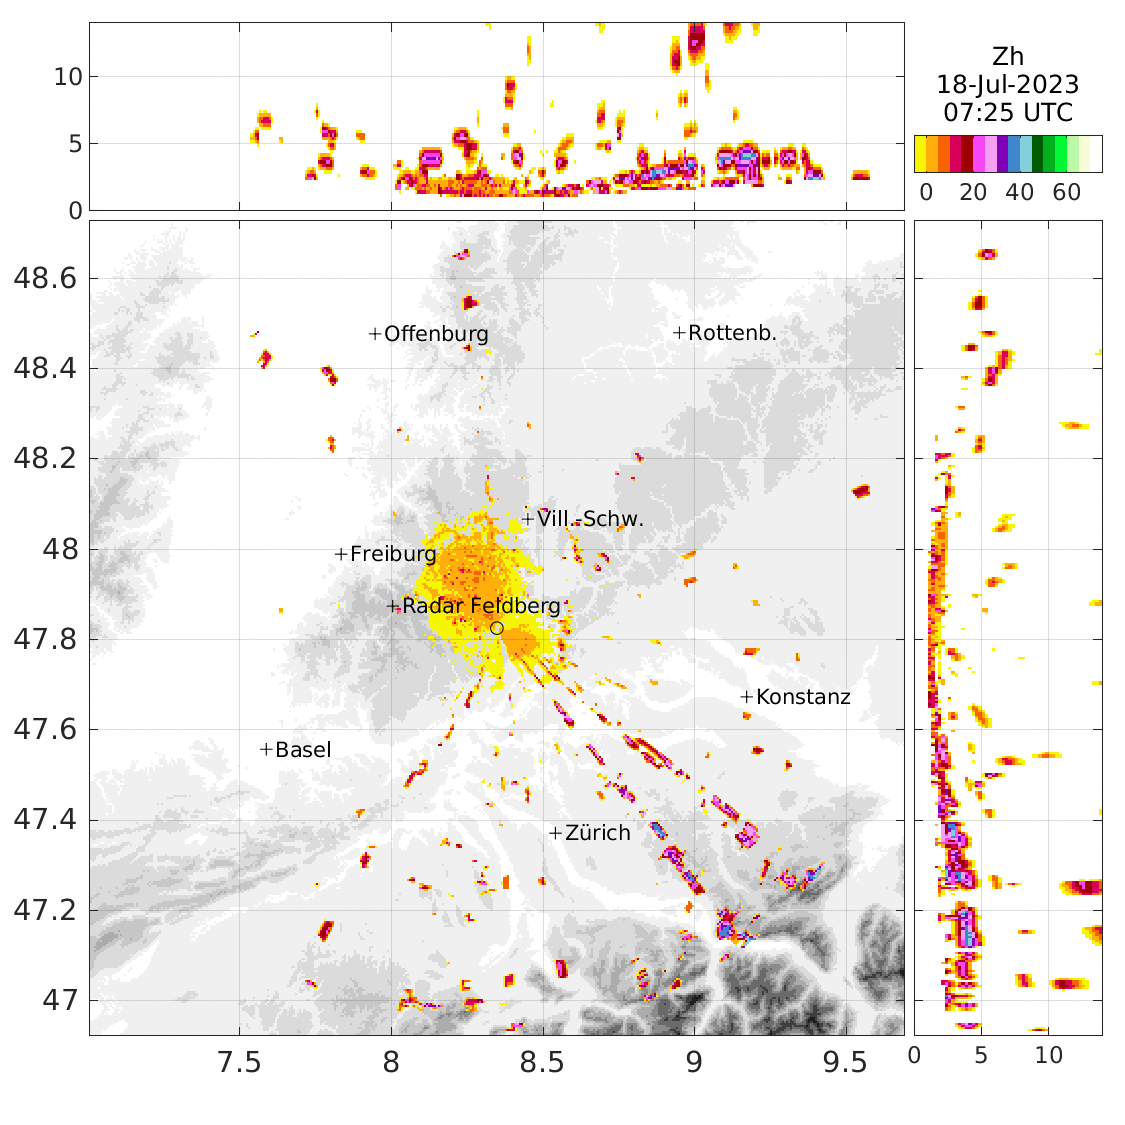 Zh
18-Jul-2023
07:25 UTC
10
5
0
0 20 40 60
48.6
48.4
48.2
48
47.8
47.6
47.4
47.2
47
+Offenburg
+Rottenb.
+Vill.-Schw.
+Freiburg
+Radar Feldberg
+Konstanz
+Basel
+Zürich
7.5 8 8.5 9 9.5
0 5 10